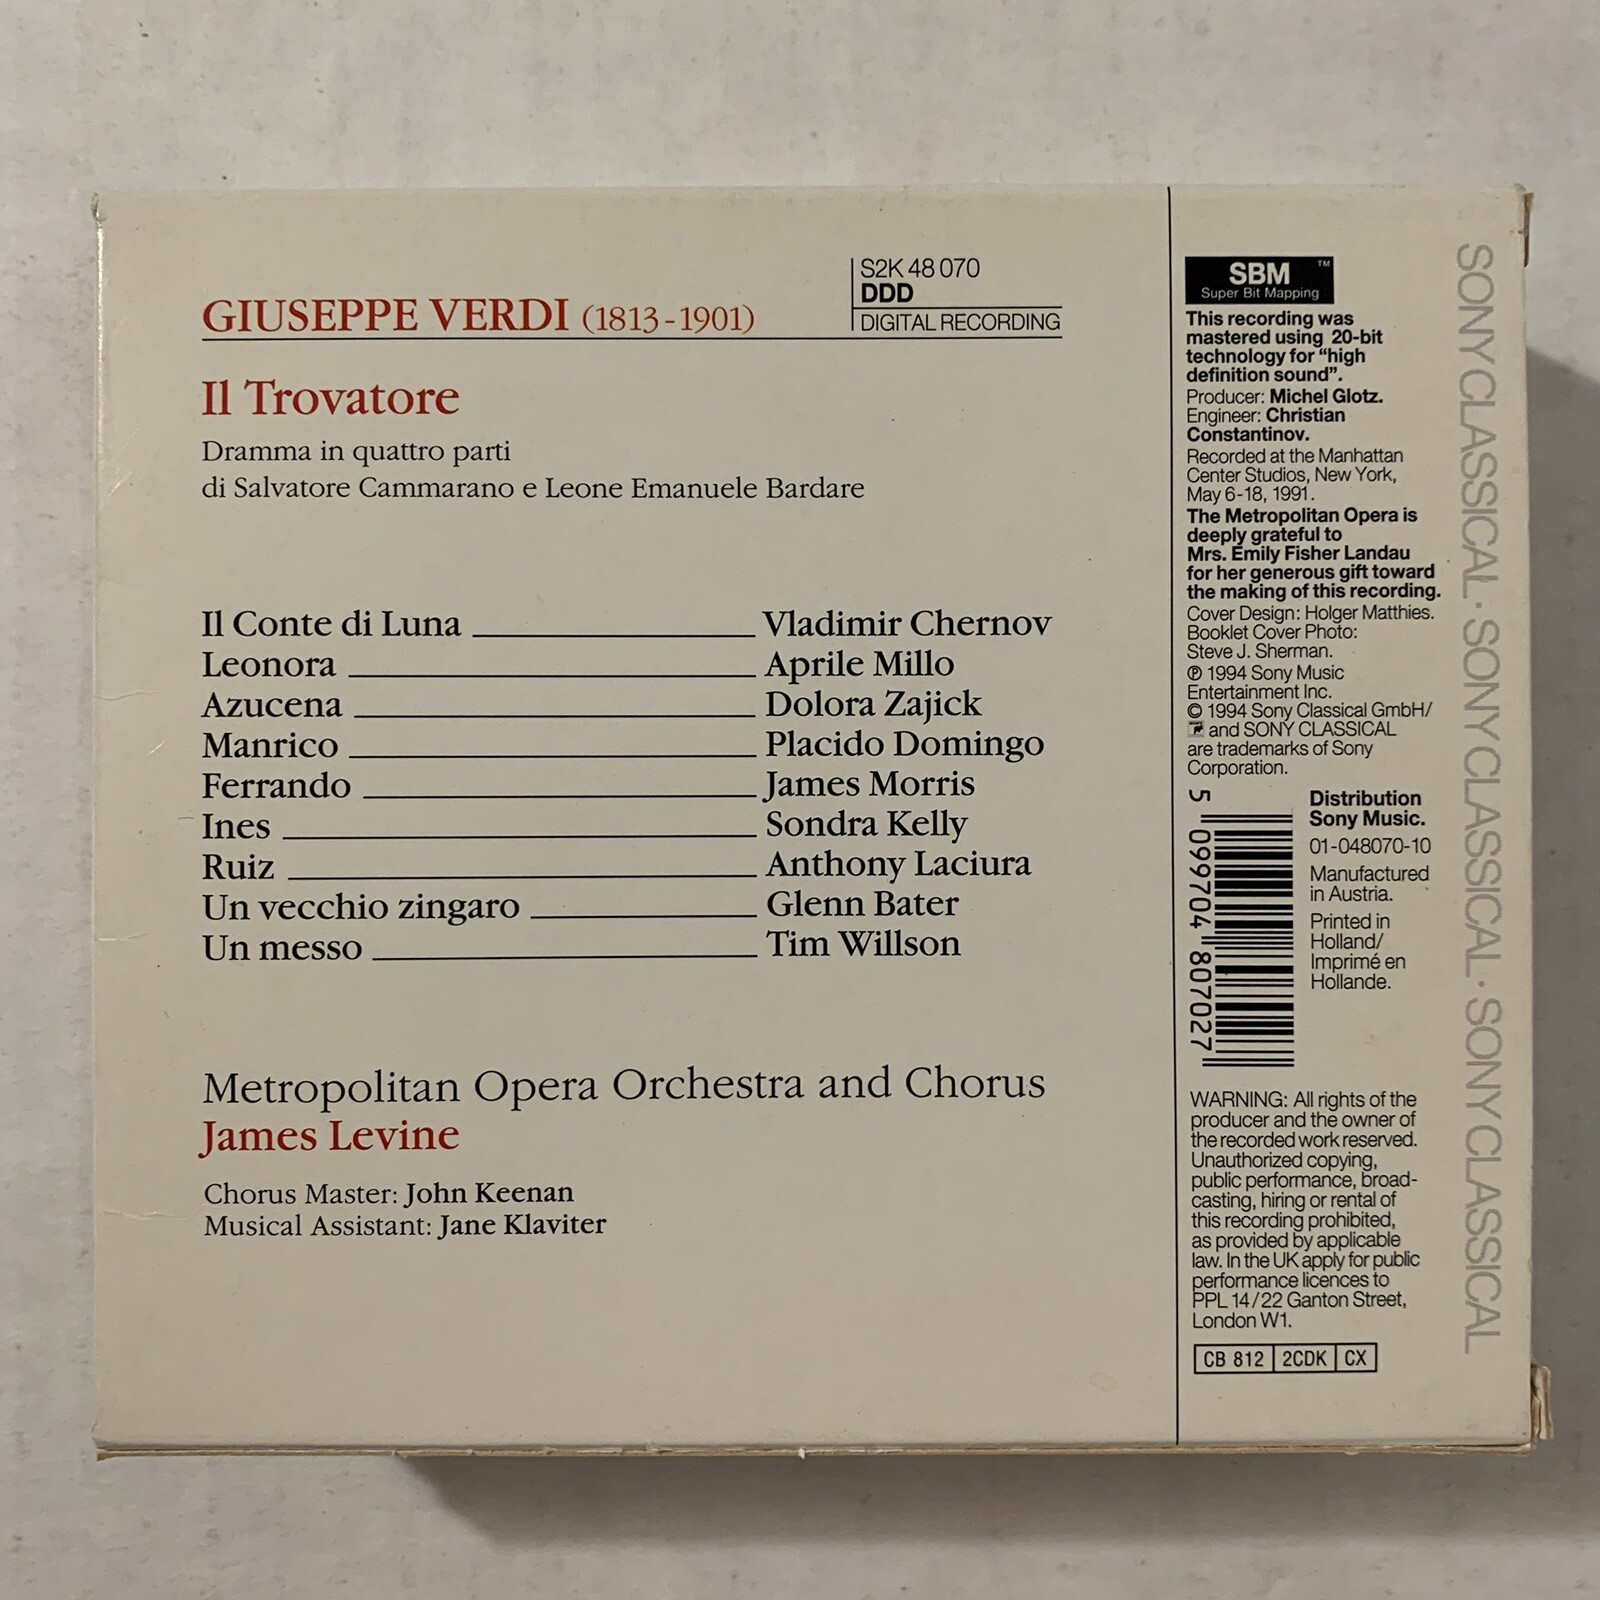 S2K 48 070
DDD
DIGITAL RECORDING
GIUSEPPE VERDI (1813-1901)
Il Trovatore
Dramma in quattro parti
di Salvatore Cammarano e Leone Emanuele Bardare
Il Conte di Luna Vladimir Chernov
Leonora Aprile Millo
Azucena Dolora Zajick
Manrico Placido Domingo
Ferrando James Morris
Ines Sondra Kelly
Ruiz Anthony Laciura
Un vecchio zingaro Glenn Bater
Un messo Tim Willson
Metropolitan Opera Orchestra and Chorus
James Levine
Chorus Master: John Keenan
Musical Assistant: Jane Klaviter
SBM ™
Super Bit Mapping
This recording was
mastered using 20-bit
technology for “high
definition sound”.
Producer: Michel Glotz.
Engineer: Christian
Constantinov.
Recorded at the Manhattan
Center Studios, New York,
May 6-18, 1991.
The Metropolitan Opera is
deeply grateful to
Mrs. Emily Fisher Landau
for her generous gift toward
the making of this recording.
Cover Design: Holger Matthies.
Booklet Cover Photo:
Steve J. Sherman.
℗ 1994 Sony Music
Entertainment Inc.
© 1994 Sony Classical GmbH/
and SONY CLASSICAL
are trademarks of Sony
Corporation.
5 099704 807027
Distribution
Sony Music.
01-048070-10
Manufactured
in Austria.
Printed in
Holland/
Imprimé en
Hollande.
WARNING: All rights of the
producer and the owner of
the recorded work reserved.
Unauthorized copying,
public performance, broad-
casting, hiring or rental of
this recording prohibited,
as provided by applicable
law. In the UK apply for public
performance licences to
PPL 14/22 Ganton Street,
London W1.
CB 812 2CDK CX
SONY CLASSICAL · SONY CLASSICAL · SONY CLASSICAL